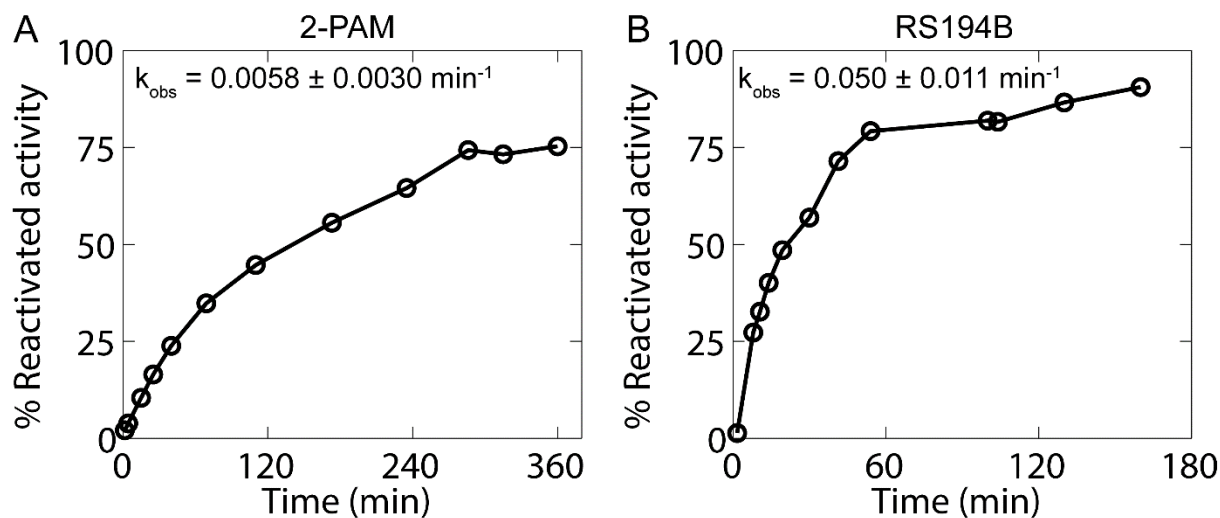 A
2-PAM
k_obs = 0.0058 ± 0.0030 min⁻¹
% Reactivated activity
100
75
50
25
0
0 120 240 360
Time (min)
B
RS194B
k_obs = 0.050 ± 0.011 min⁻¹
% Reactivated activity
100
75
50
25
0
0 60 120 180
Time (min)